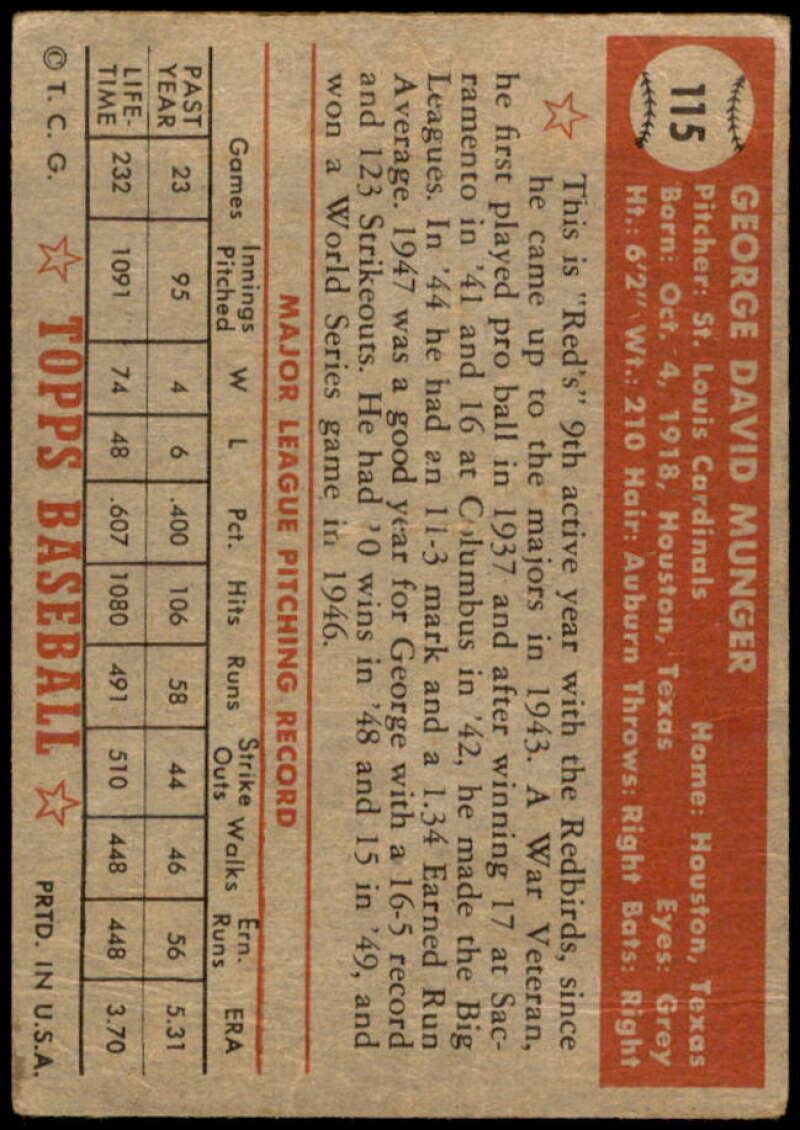 115
GEORGE DAVID MUNGER
Pitcher: St. Louis Cardinals Home: Houston, Texas
Born: Oct. 4, 1918, Houston, Texas Eyes: Grey
Ht.: 6'2" Wt.: 210 Hair: Auburn Throws: Right Bats: Right
This is "Red's" 9th active year with the Redbirds, since
he came up to the majors in 1943. A War Veteran,
he first played pro ball in 1937 and after winning 17 at Sac-
ramento in '41 and 16 at Columbus in '42, he made the Big
Leagues. In '44 he had an 11-3 mark and a 1.34 Earned Run
Average. 1947 was a good year for George with a 16-5 record
and 123 Strikeouts. He had '0 wins in '48 and 15 in '49, and
won a World Series game in 1946.
MAJOR LEAGUE PITCHING RECORD
Games Innings Pitched W L Pct. Hits Runs Strike Outs Walks Ern. Runs ERA
PAST YEAR 23 95 4 6 .400 106 58 44 46 56 5.31
LIFE-TIME 232 1091 74 48 .607 1080 491 510 448 448 3.70
© T. C. G. TOPPS BASEBALL PRTD. IN U.S.A.